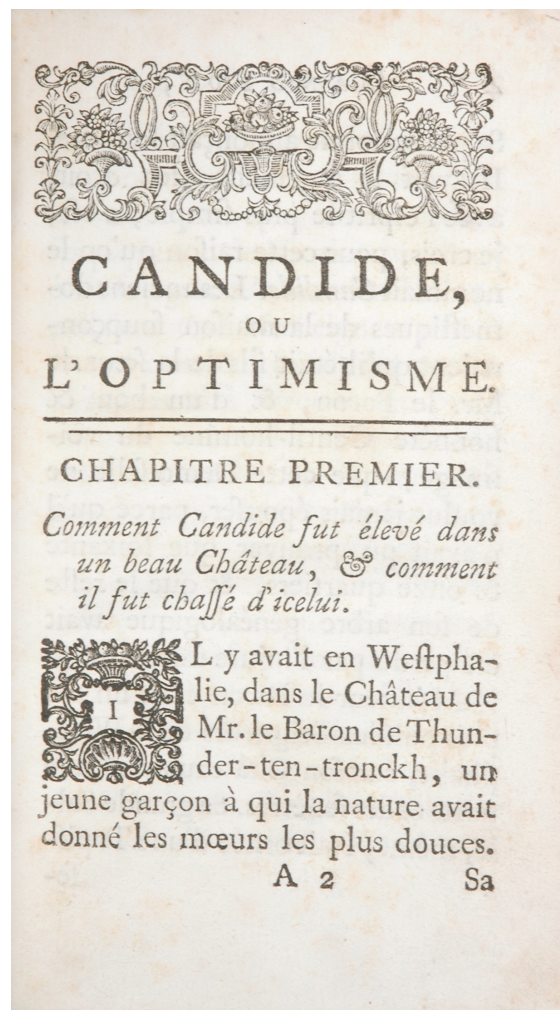 CANDIDE,
OU
L'OPTIMISME.
CHAPITRE PREMIER.
Comment Candide fut élevé dans
un beau Château, & comment
il fut chaſſé d'icelui.
IL y avait en Weſtpha-
lie, dans le Château de
Mr. le Baron de Thun-
der-ten-tronckh, un
jeune garçon à qui la nature avait
donné les mœurs les plus douces.
A 2 Sa